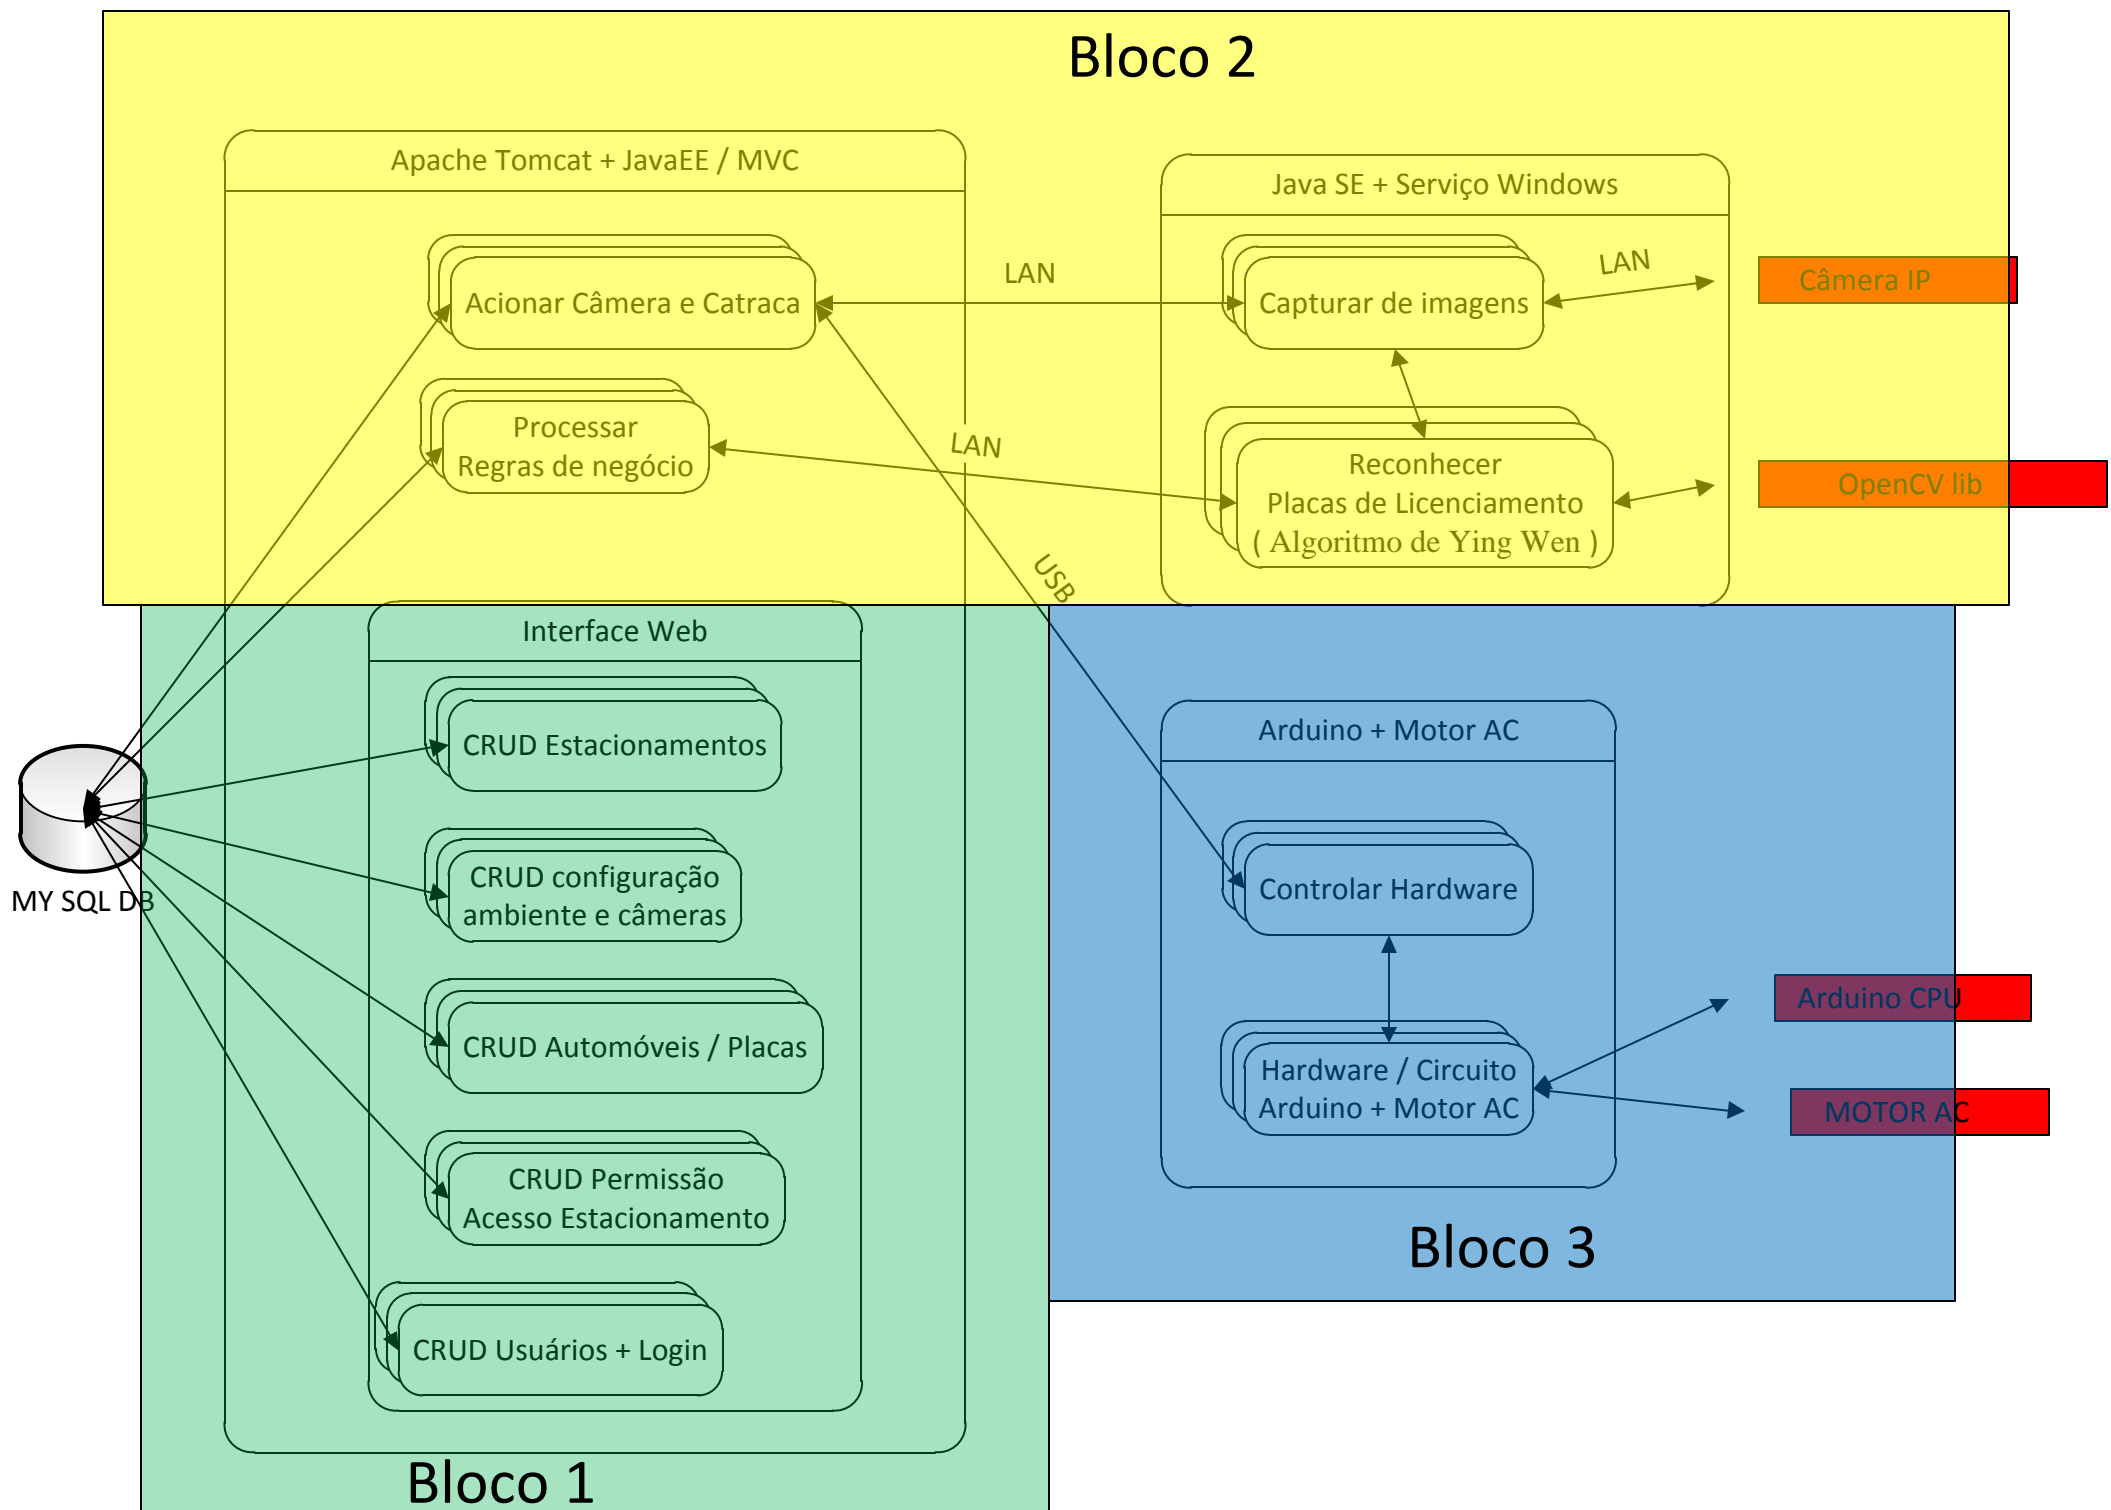 Bloco 2
Apache Tomcat + JavaEE / MVC
Java SE + Serviço Windows
Acionar Câmera e Catraca
LAN
Capturar de imagens
LAN
Câmera IP
Processar
Regras de negócio
LAN
Reconhecer
Placas de Licenciamento
( Algoritmo de Ying Wen )
OpenCV lib
USB
Interface Web
CRUD Estacionamentos
CRUD configuração
ambiente e câmeras
CRUD Automóveis / Placas
CRUD Permissão
Acesso Estacionamento
CRUD Usuários + Login
MY SQL DB
Bloco 1
Arduino + Motor AC
Controlar Hardware
Hardware / Circuito
Arduino + Motor AC
Arduino CPU
MOTOR AC
Bloco 3